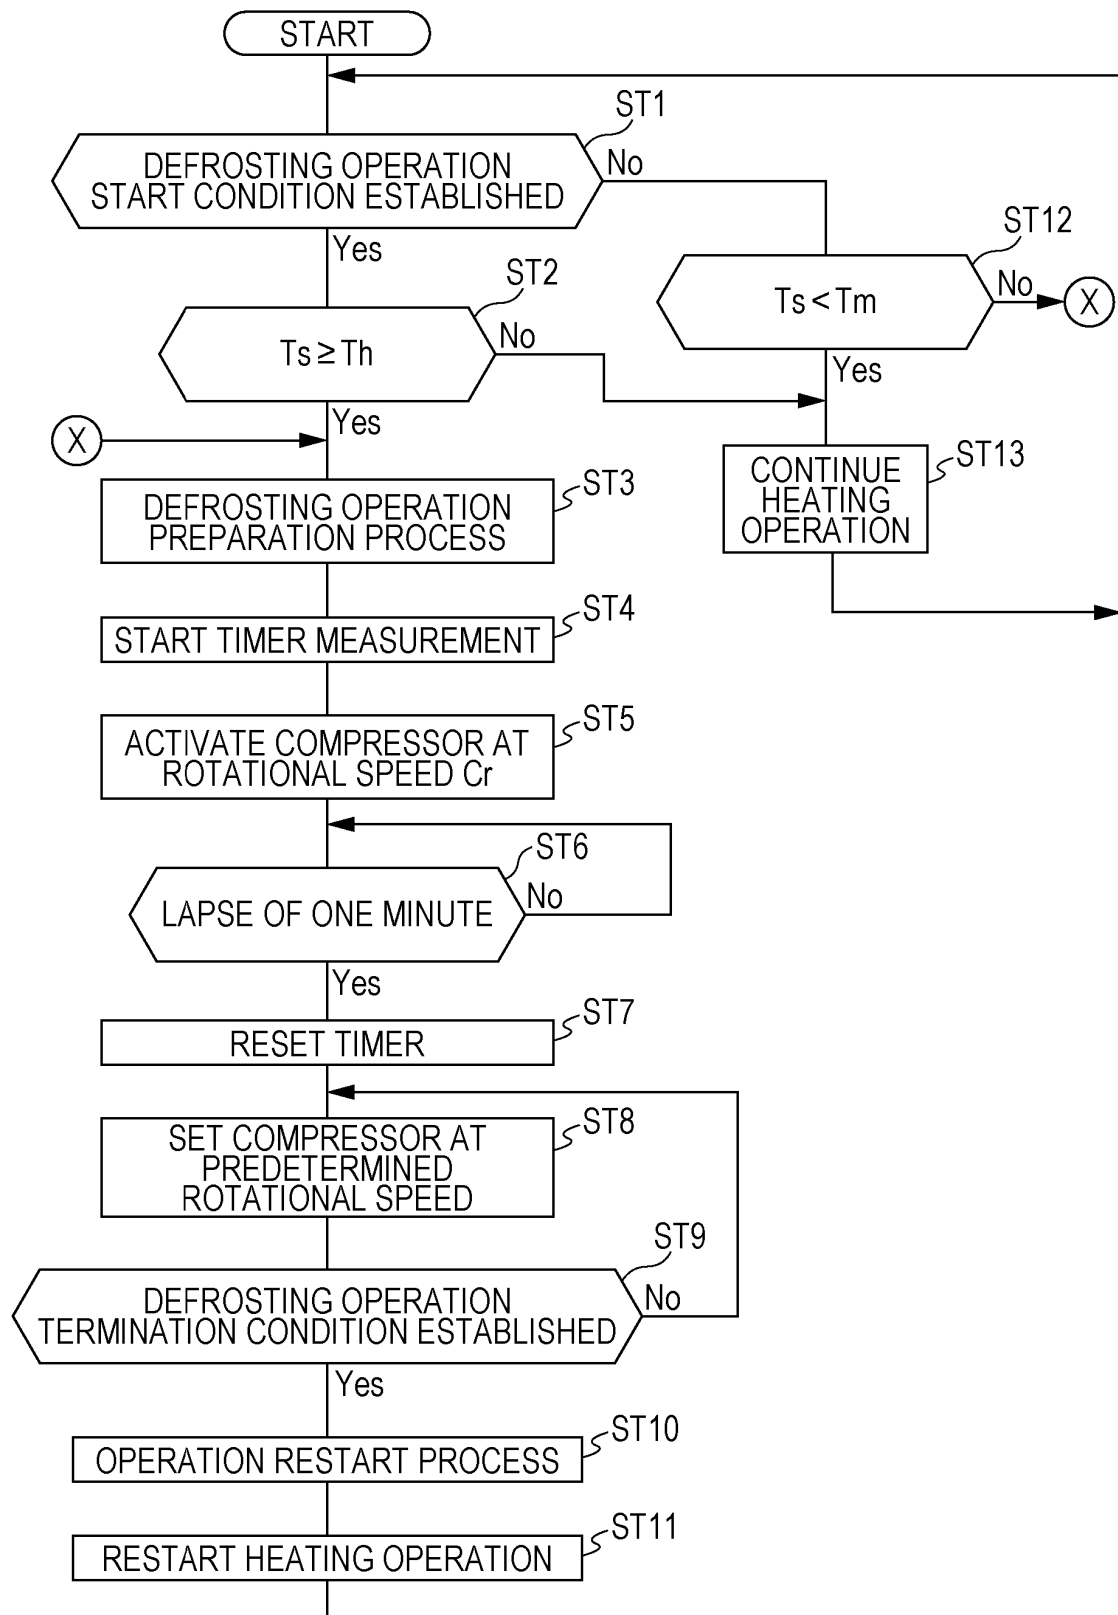 START
ST1
DEFROSTING OPERATION
START CONDITION ESTABLISHED
No
Yes
ST12
Ts < Tm
No
X
Yes
ST2
Ts ≥ Th
No
Yes
X
ST13
CONTINUE
HEATING
OPERATION
ST3
DEFROSTING OPERATION
PREPARATION PROCESS
ST4
START TIMER MEASUREMENT
ST5
ACTIVATE COMPRESSOR AT
ROTATIONAL SPEED Cr
ST6
LAPSE OF ONE MINUTE
No
Yes
ST7
RESET TIMER
ST8
SET COMPRESSOR AT
PREDETERMINED
ROTATIONAL SPEED
ST9
DEFROSTING OPERATION
TERMINATION CONDITION ESTABLISHED
No
Yes
ST10
OPERATION RESTART PROCESS
ST11
RESTART HEATING OPERATION